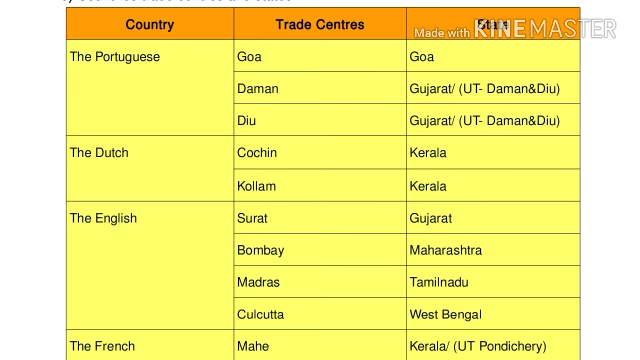 Country Trade Centres State
Made with KINEMASTER
The Portuguese Goa Goa
Daman Gujarat/ (UT- Daman&Diu)
Diu Gujarat/ (UT- Daman&Diu)
The Dutch Cochin Kerala
Kollam Kerala
The English Surat Gujarat
Bombay Maharashtra
Madras Tamilnadu
Culcutta West Bengal
The French Mahe Kerala/ (UT Pondichery)